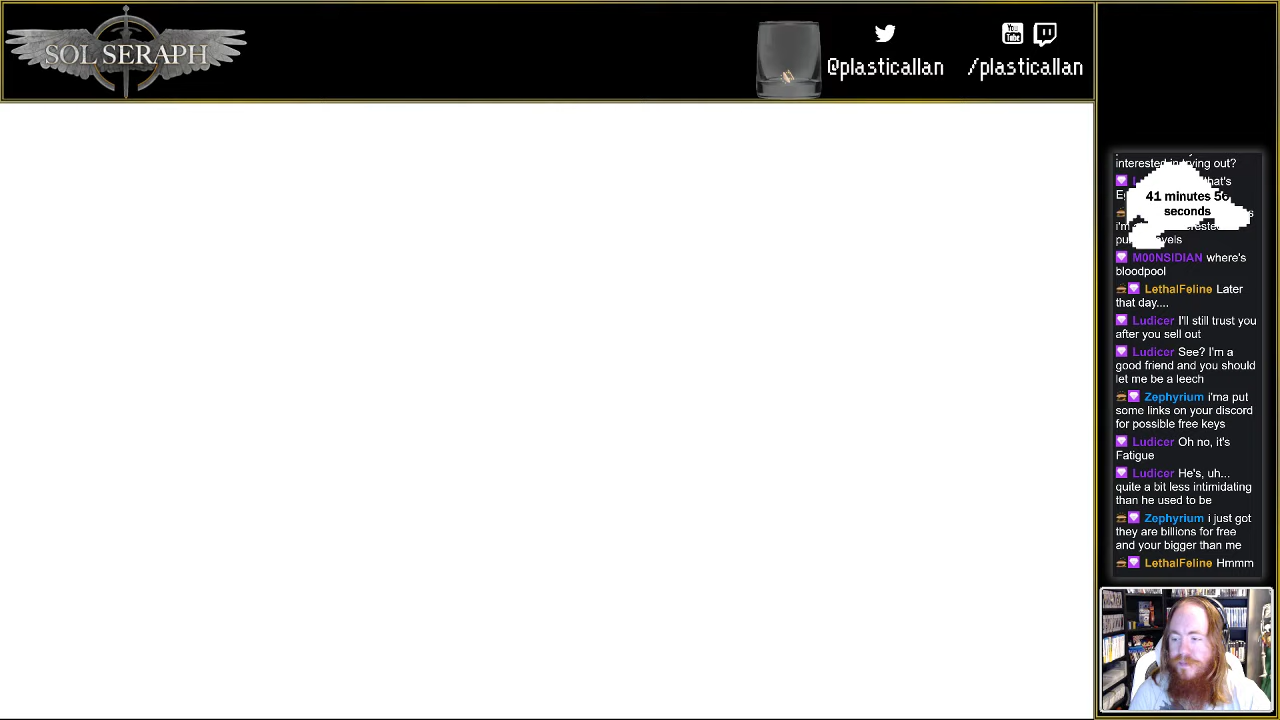 SOL SERAPH
@plasticallan
You
Tube
/plasticallan
interested in trying out?
that's
41 minutes 56
seconds
i'm
M00NSIDIAN where's
bloodpool
LethalFeline Later
that day....
Ludicer I'll still trust you
after you sell out
Ludicer See? I'm a
good friend and you should
let me be a leech
Zephyrium i'ma put
some links on your discord
for possible free keys
Ludicer Oh no, it's
Fatigue
Ludicer He's, uh...
quite a bit less intimidating
than he used to be
Zephyrium i just got
they are billions for free
and your bigger than me
LethalFeline Hmmm